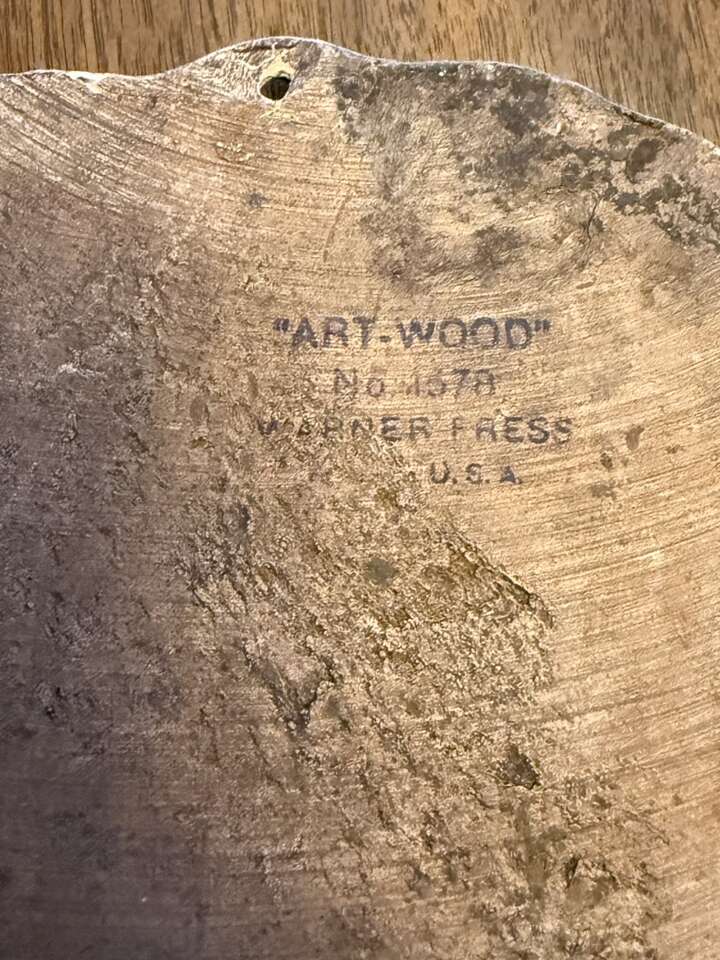 "ART-WOOD"
No. 1578
WARNER PRESS
U.S.A.